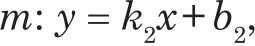 m: y = k₂x + b₂,